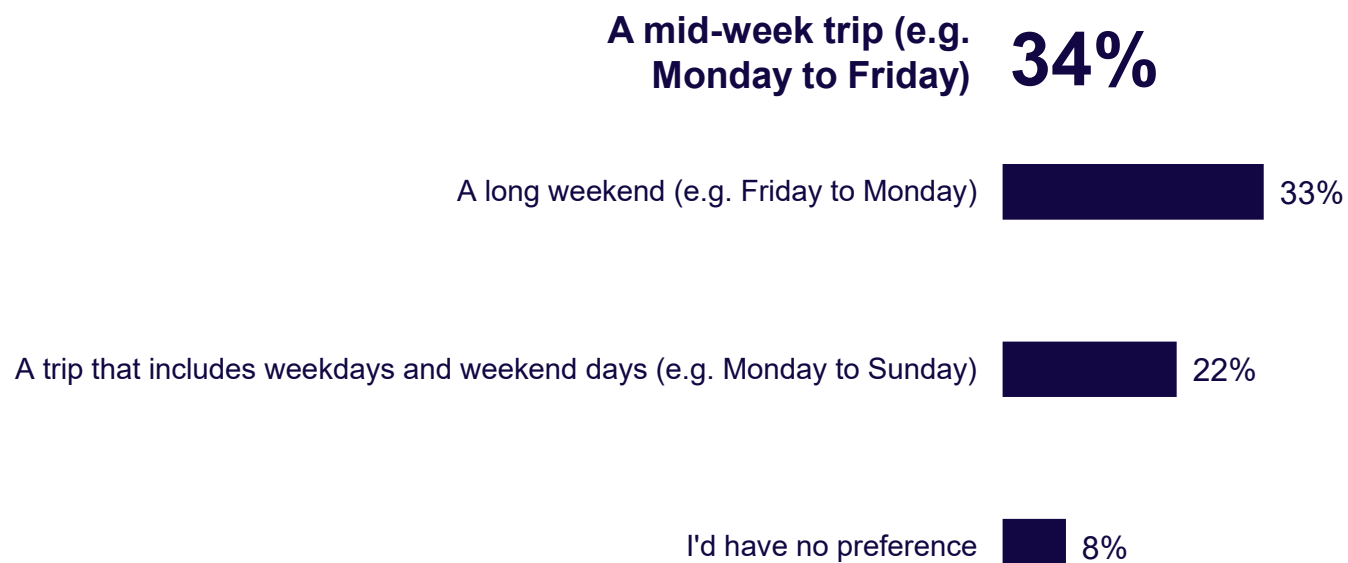 A mid-week trip (e.g.
Monday to Friday)
34%
A long weekend (e.g. Friday to Monday)
33%
A trip that includes weekdays and weekend days (e.g. Monday to Sunday)
22%
I'd have no preference
8%